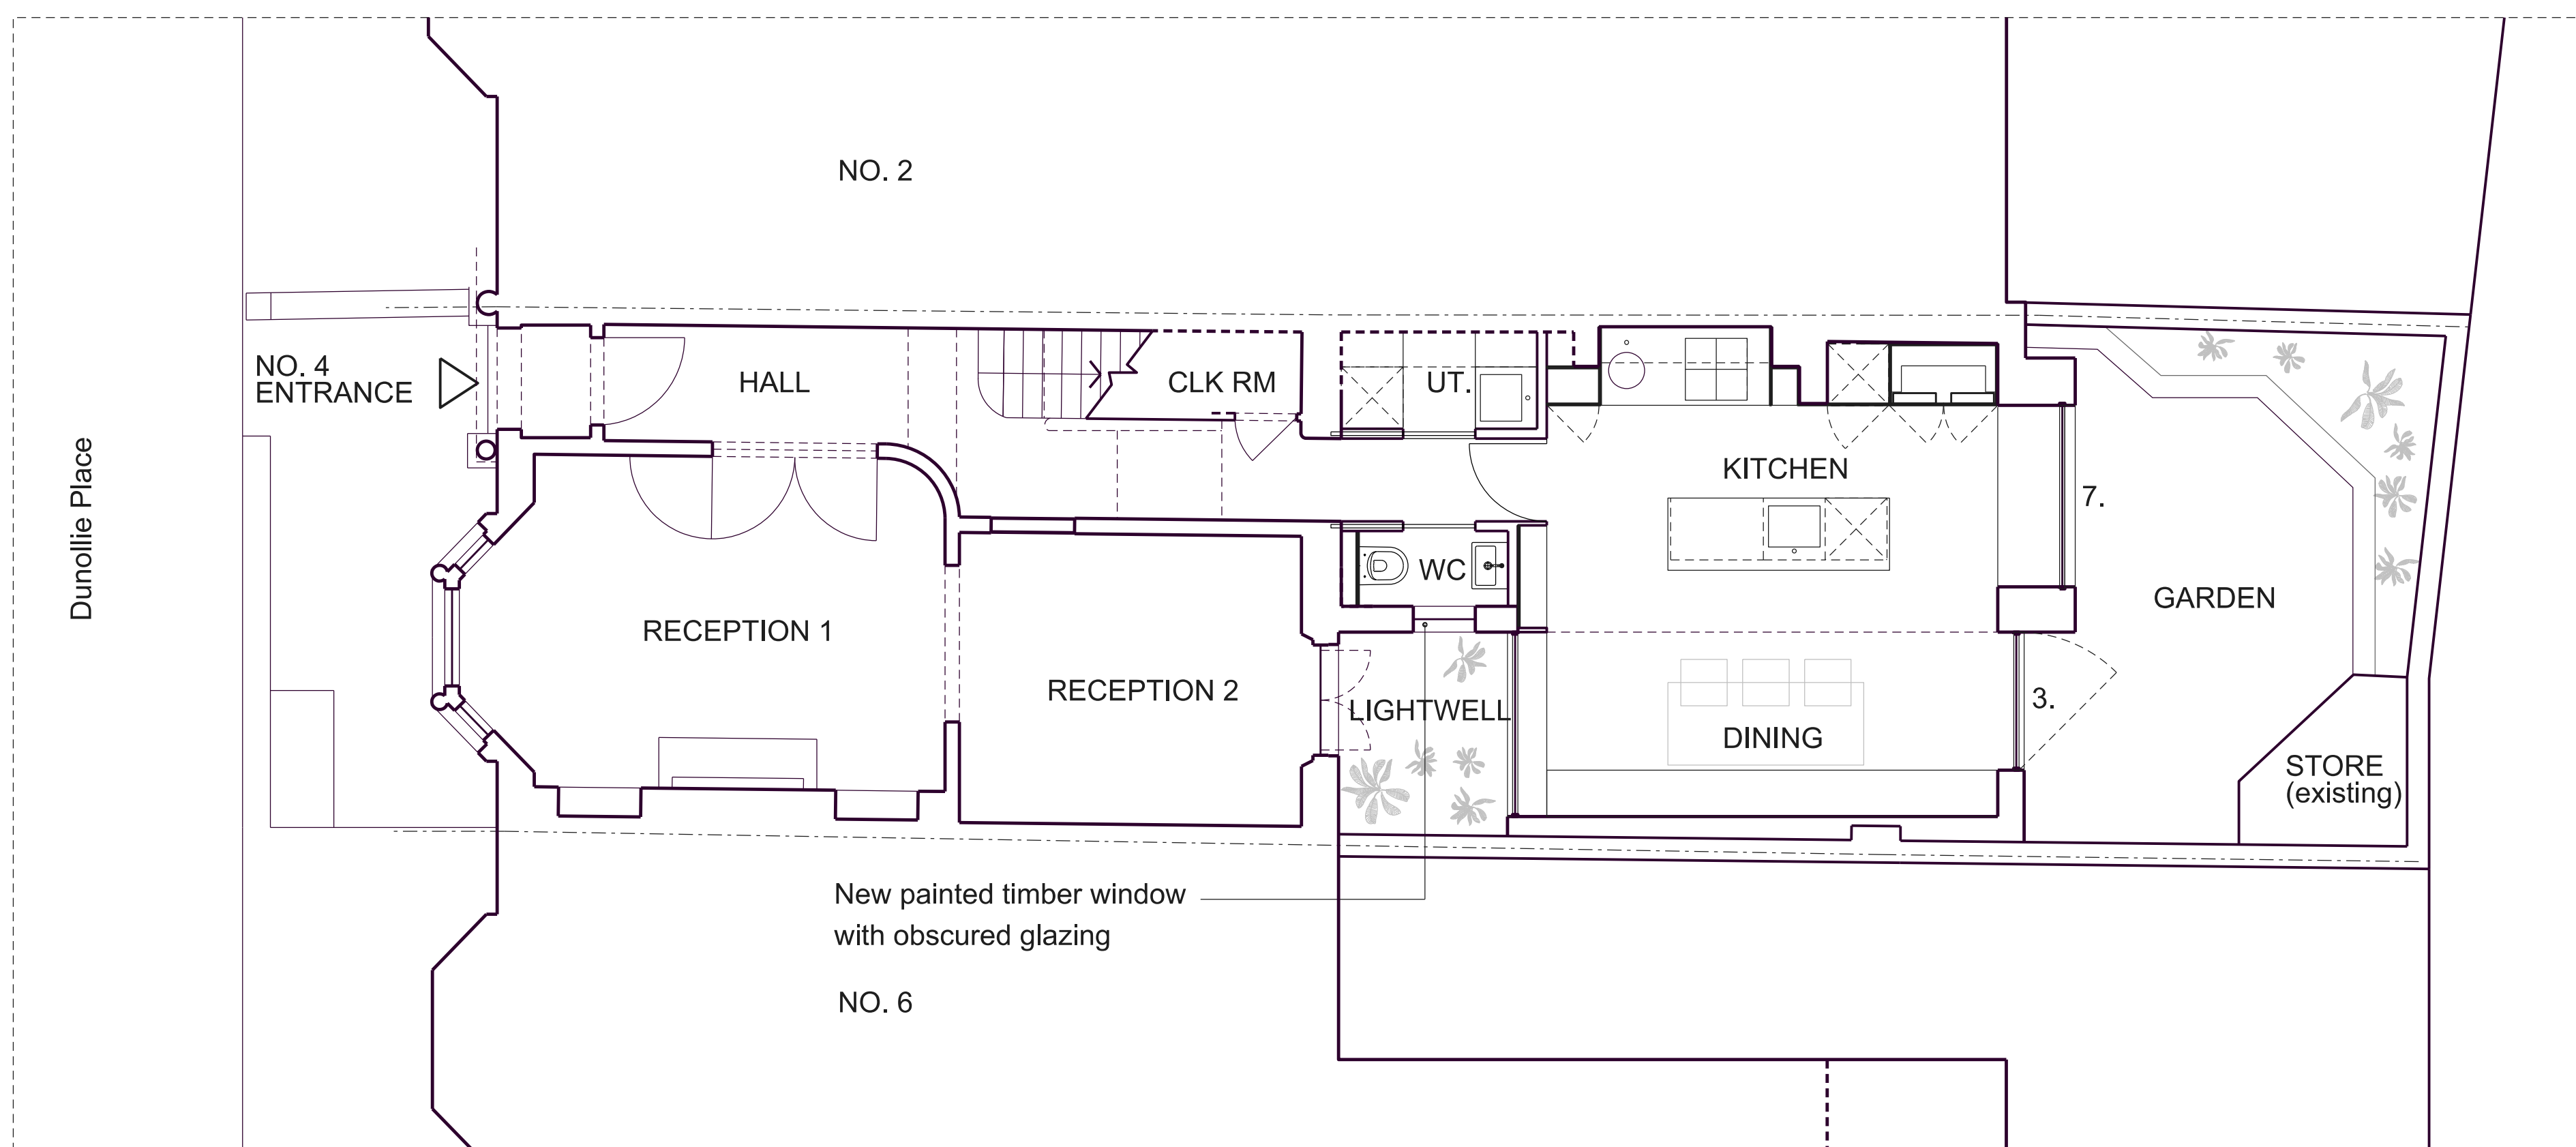 NO. 2
NO. 4
ENTRANCE
HALL
CLK RM
UT.
KITCHEN
7.
Dunollie Place
WC
GARDEN
RECEPTION 1
RECEPTION 2
LIGHTWELL
3.
DINING
STORE
(existing)
New painted timber window
with obscured glazing
NO. 6